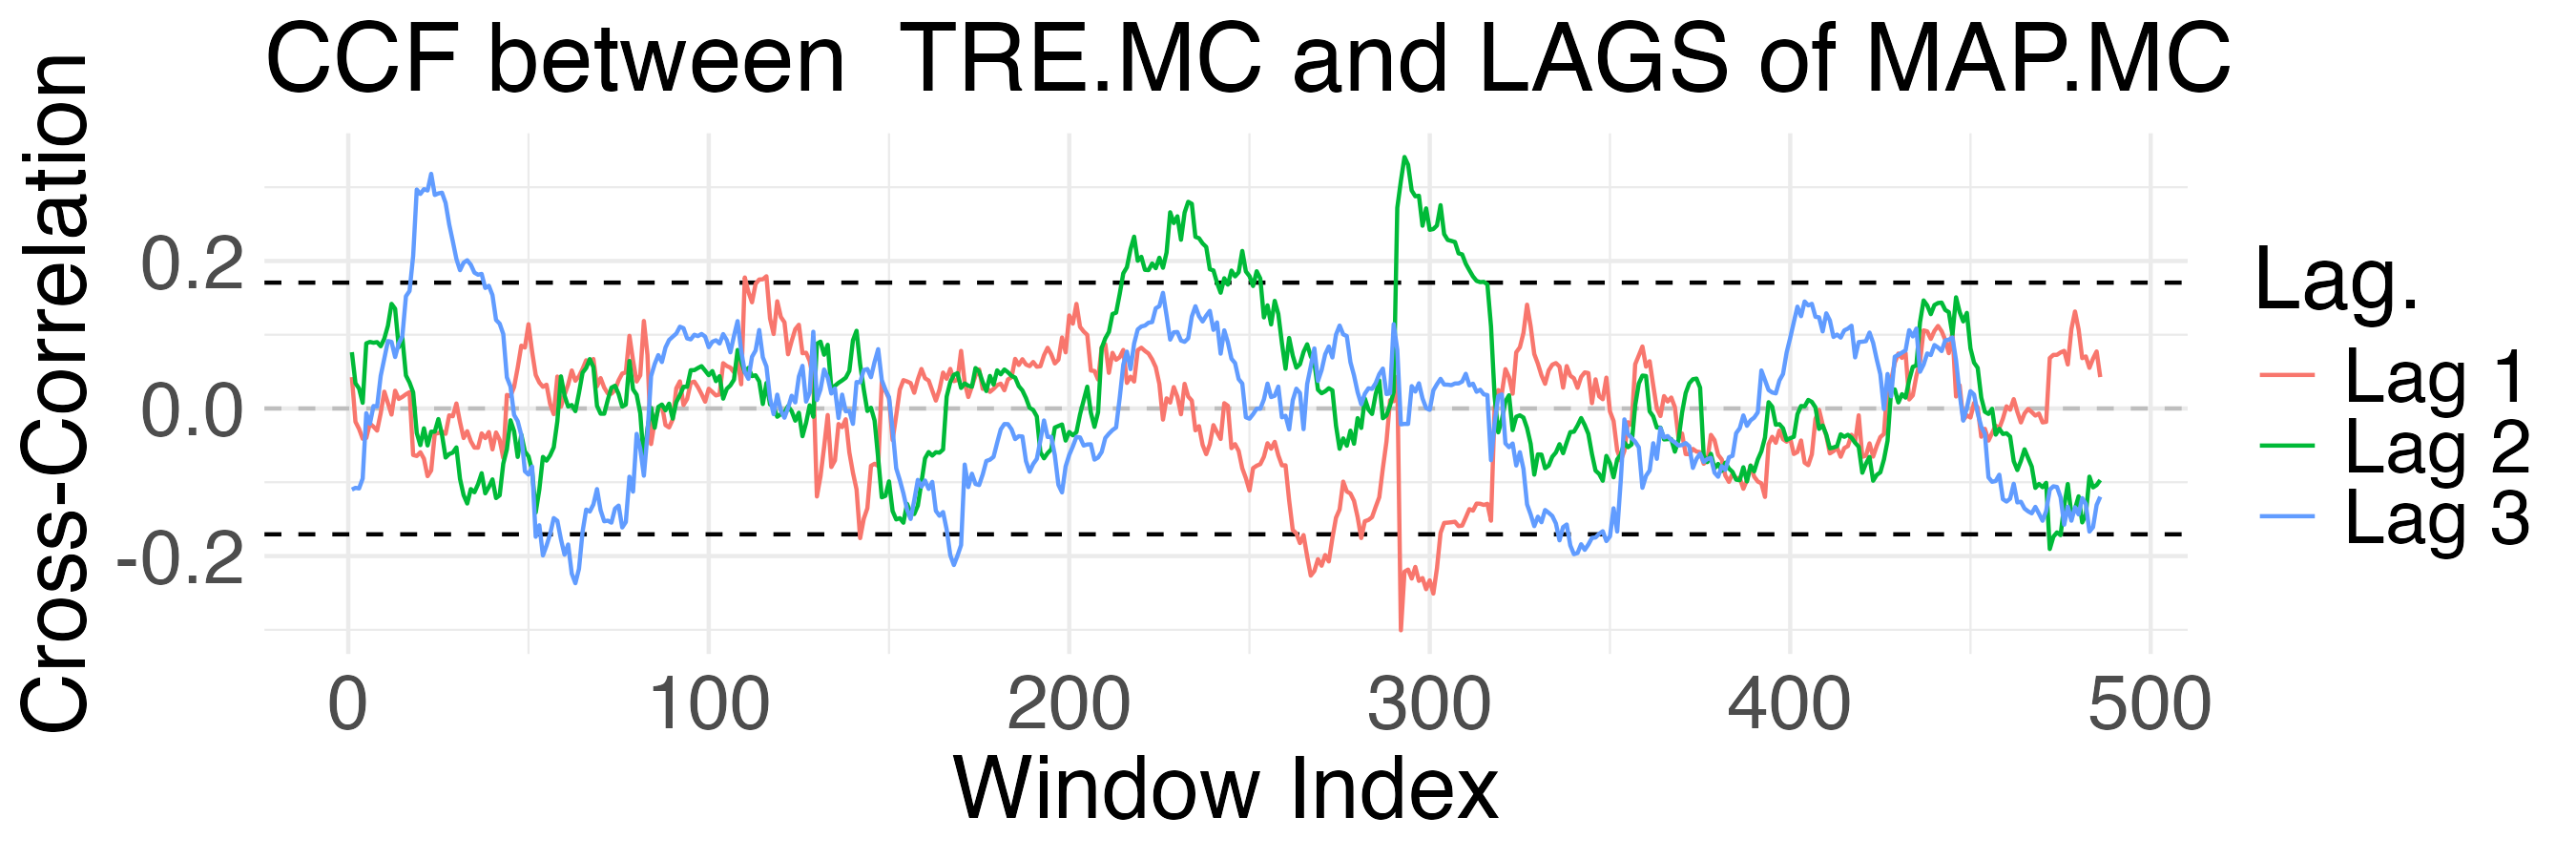 CCF between  TRE.MC and LAGS of MAP.MC
Cross-Correlation
0.2
0.0
-0.2
0 100 200 300 400 500
Window Index
Lag.
Lag 1
Lag 2
Lag 3